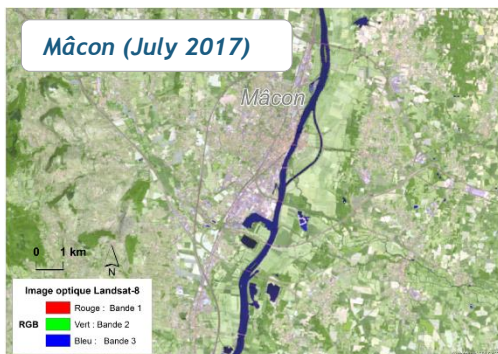 Mâcon (July 2017)
Mâcon
0 1 km
N
Image optique Landsat-8
Rouge : Bande 1
RGB Vert : Bande 2
Bleu : Bande 3